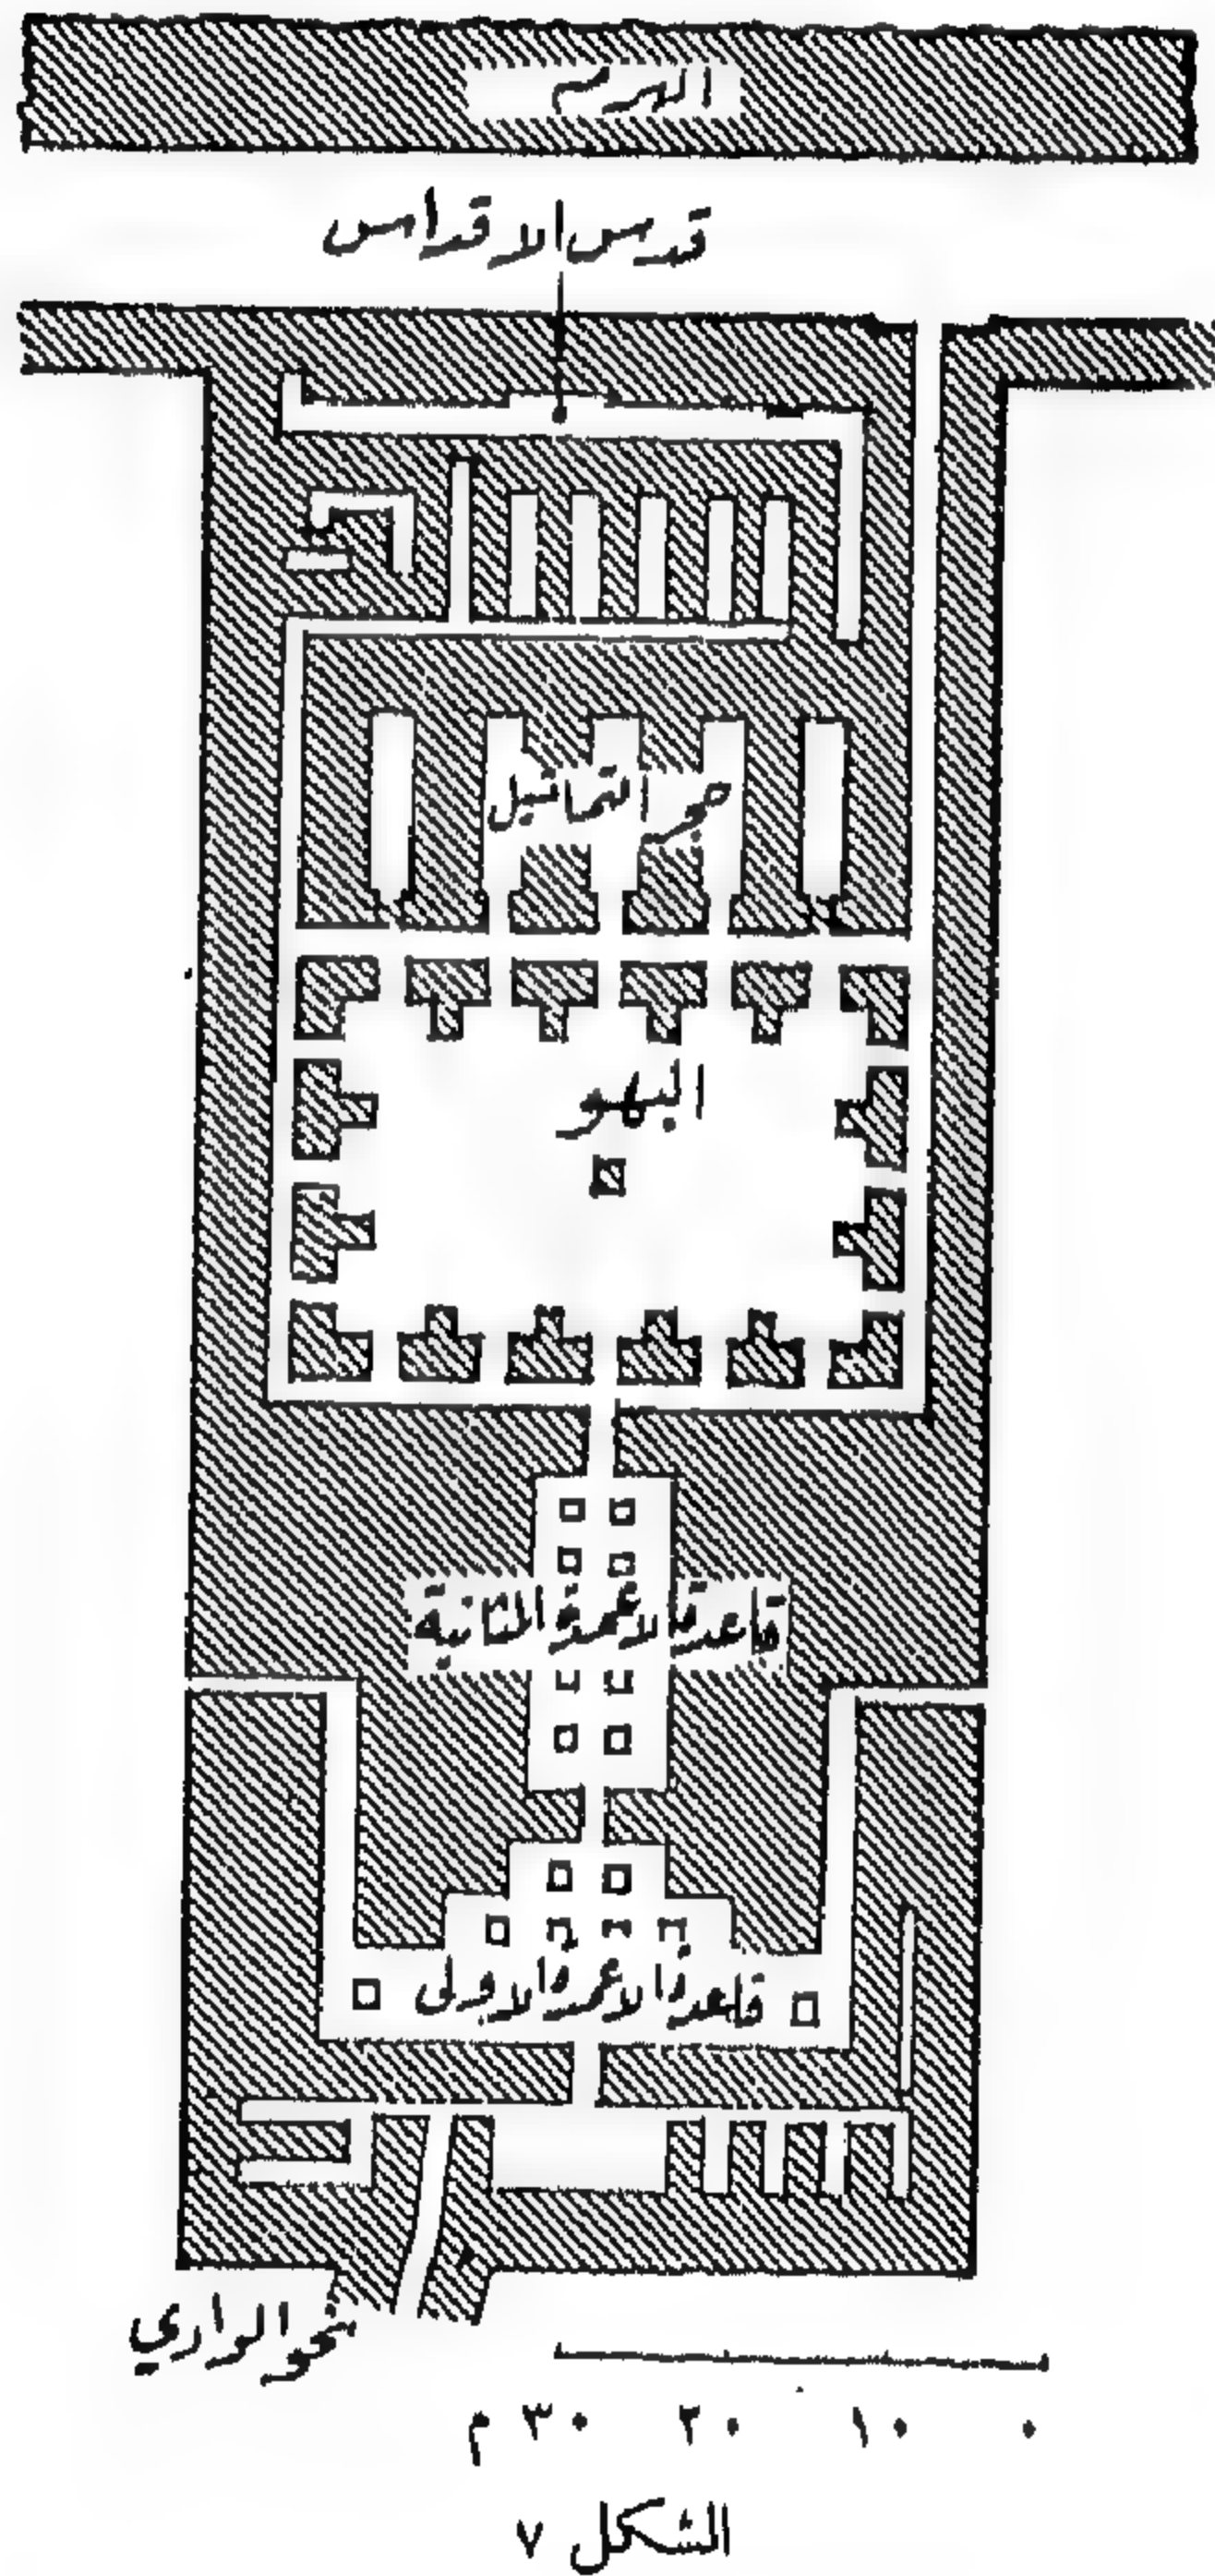 الهرم
قدس الاقداس
حجر التماثيل
البهو
قاعدة الاعمدة الثانية
قاعدة الاعمدة الاولى
نحو الوادي
٠ ١٠ ٢٠ ٣٠ م
الشكل ٧